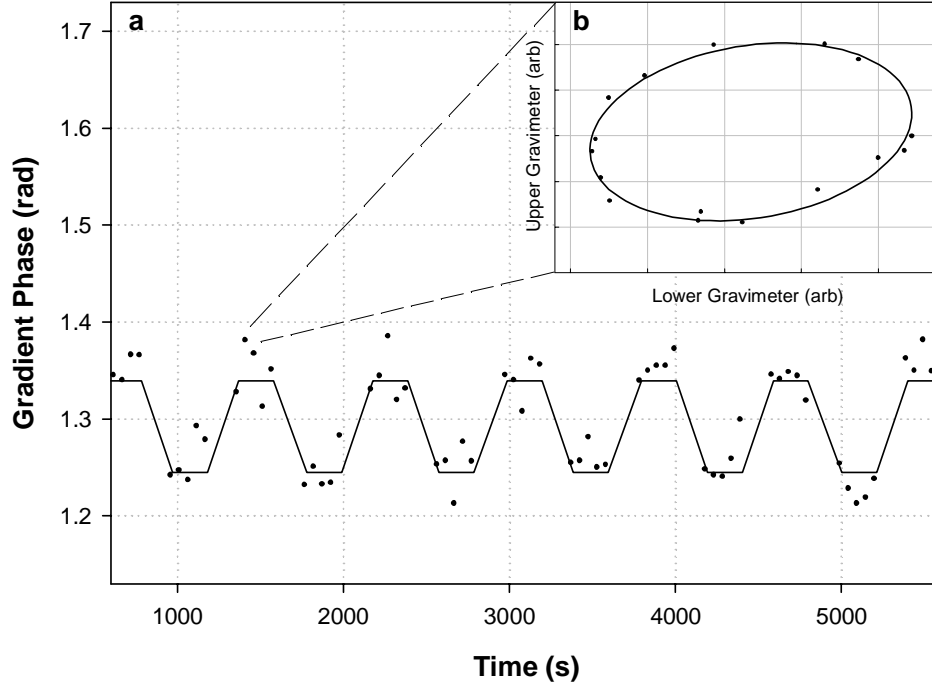 a
b
1.7
1.6
1.5
1.4
1.3
1.2
Gradient Phase (rad)
1000 2000 3000 4000 5000
Time (s)
Upper Gravimeter (arb)
Lower Gravimeter (arb)